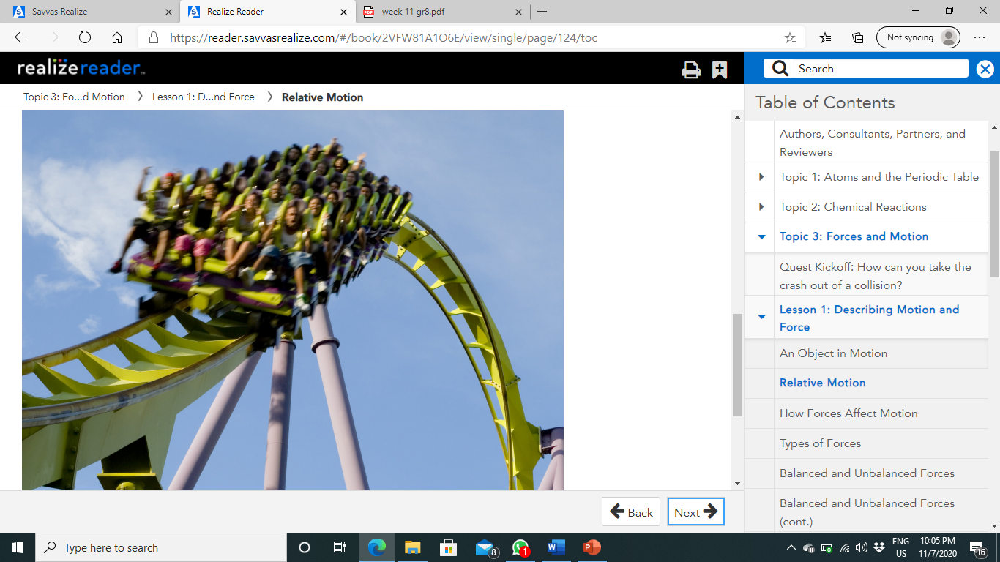 Savvas Realize
Realize Reader
week 11 gr8.pdf
https://reader.savvasrealize.com/#/book/2VFW81A1O6E/view/single/page/124/toc
Not syncing
realize reader™
Search
Topic 3: Fo...d Motion
Lesson 1: D...nd Force
Relative Motion
Table of Contents
Authors, Consultants, Partners, and
Reviewers
Topic 1: Atoms and the Periodic Table
Topic 2: Chemical Reactions
Topic 3: Forces and Motion
Quest Kickoff: How can you take the
crash out of a collision?
Lesson 1: Describing Motion and
Force
An Object in Motion
Relative Motion
How Forces Affect Motion
Types of Forces
Balanced and Unbalanced Forces
Balanced and Unbalanced Forces
(cont.)
Back
Next
Type here to search
8
1
ENG
US
10:05 PM
11/7/2020
16